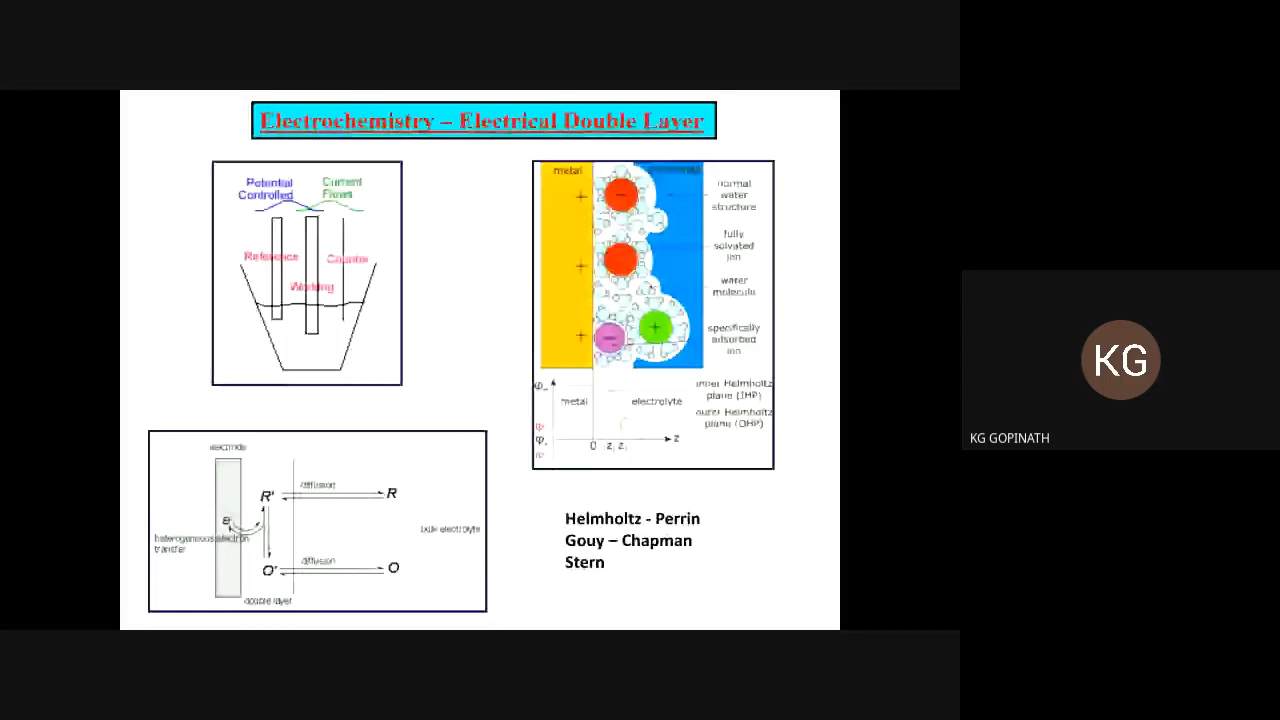 Electrochemistry – Electrical Double Layer
Potential
Controlled
Current
Flows
Reference
Counter
Working
metal
normal
water
structure
fully
solvated
ion
water
molecule
specifically
adsorbed
ion
+
+
+
−
+
inner Helmholtz
plane (IHP)
metal
electrolyte
outer Helmholtz
plane (OHP)
0
z
electrode
R'
diffusion
R
e
heterogeneous electron
transfer
bulk electrolyte
O'
diffusion
O
double layer
Helmholtz - Perrin
Gouy – Chapman
Stern
KG
KG GOPINATH